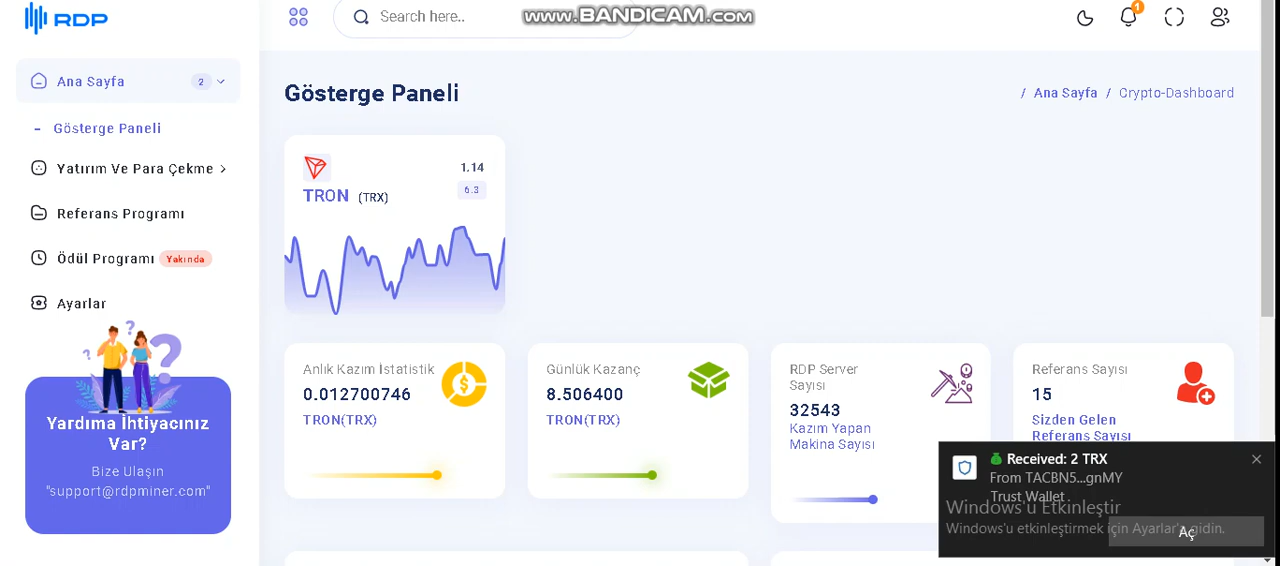 RDP
Search here..
www.BANDICAM.com
1
Ana Sayfa
2
- Gösterge Paneli
Yatırım Ve Para Çekme
Referans Programı
Ödül Programı Yakında
Ayarlar
Yardıma İhtiyacınız
Var?
Bize Ulaşın
"support@rdpminer.com"
Gösterge Paneli
/ Ana Sayfa / Crypto-Dashboard
1.14
TRON (TRX)
6.3
Anlık Kazım İstatistik
0.012700746
TRON(TRX)
Günlük Kazanç
8.506400
TRON(TRX)
RDP Server
Sayısı
32543
Kazım Yapan
Makina Sayısı
Referans Sayısı
15
Sizden Gelen
Referans Sayısı
Received: 2 TRX
From TACBN5...gnMY
Trust Wallet
Windows'u Etkinleştir
Windows'u etkinleştirmek için Ayarlar'a gidin.
Aç